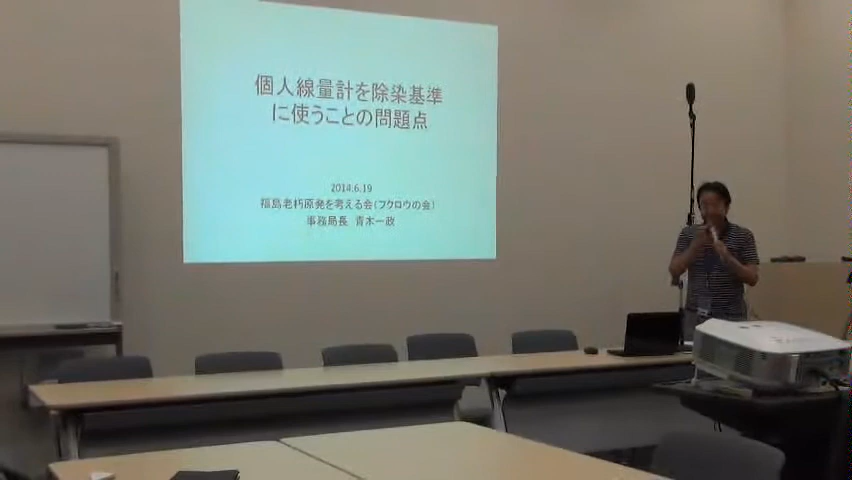 個人線量計を除染基準
に使うことの問題点
2014.6.19
福島老朽原発を考える会(フクロウの会)
事務局長 青木一政